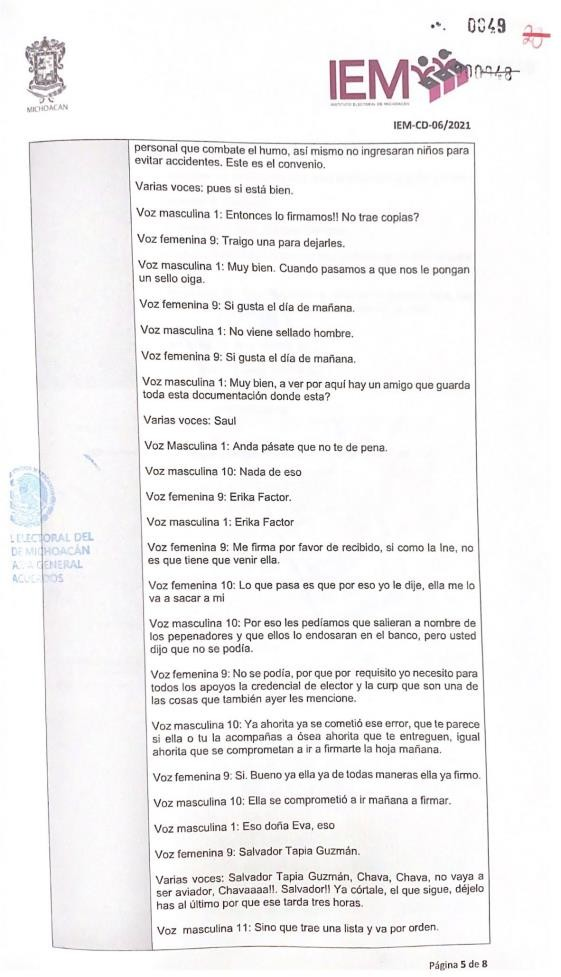 0049
20
000048
MICHOACÁN
IEM
INSTITUTO ELECTORAL DE MICHOACÁN
IEM-CD-06/2021
personal que combate el humo, así mismo no ingresaran niños para
evitar accidentes. Este es el convenio.
Varias voces: pues si está bien.
Voz masculina 1: Entonces lo firmamos!! No trae copias?
Voz femenina 9: Traigo una para dejarles.
Voz masculina 1: Muy bien. Cuando pasamos a que nos le pongan
un sello oiga.
Voz femenina 9: Si gusta el día de mañana.
Voz masculina 1: No viene sellado hombre.
Voz femenina 9: Si gusta el día de mañana.
Voz masculina 1: Muy bien, a ver por aquí hay un amigo que guarda
toda esta documentación donde esta?
Varias voces: Saul
Voz Masculina 1: Anda pásate que no te de pena.
Voz masculina 10: Nada de eso
Voz femenina 9: Erika Factor.
Voz masculina 1: Erika Factor
Voz femenina 9: Me firma por favor de recibido, si como la Ine, no
es que tiene que venir ella.
Voz femenina 10: Lo que pasa es que por eso yo le dije, ella me lo
va a sacar a mi
Voz masculina 10: Por eso les pedíamos que salieran a nombre de
los pepenadores y que ellos lo endosaran en el banco, pero usted
dijo que no se podía.
Voz femenina 9: No se podía, por que por requisito yo necesito para
todos los apoyos la credencial de elector y la curp que son una de
las cosas que también ayer les mencione.
Voz masculina 10: Ya ahorita ya se cometió ese error, que te parece
si ella o tu la acompañas a ósea ahorita que te entreguen, igual
ahorita que se comprometan a ir a firmarte la hoja mañana.
Voz femenina 9: Si. Bueno ya ella ya de todas maneras ella ya firmo.
Voz masculina 10: Ella se comprometió a ir mañana a firmar.
Voz masculina 1: Eso doña Eva, eso
Voz femenina 9: Salvador Tapia Guzmán.
Varias voces: Salvador Tapia Guzmán, Chava, Chava, no vaya a
ser aviador, Chavaaaa!!. Salvador!! Ya córtale, el que sigue, déjelo
has al último por que ese tarda tres horas.
Voz masculina 11: Sino que trae una lista y va por orden.
ELECTORAL DEL
DE MICHOACÁN
GENERAL
ACUERDOS
Página 5 de 8